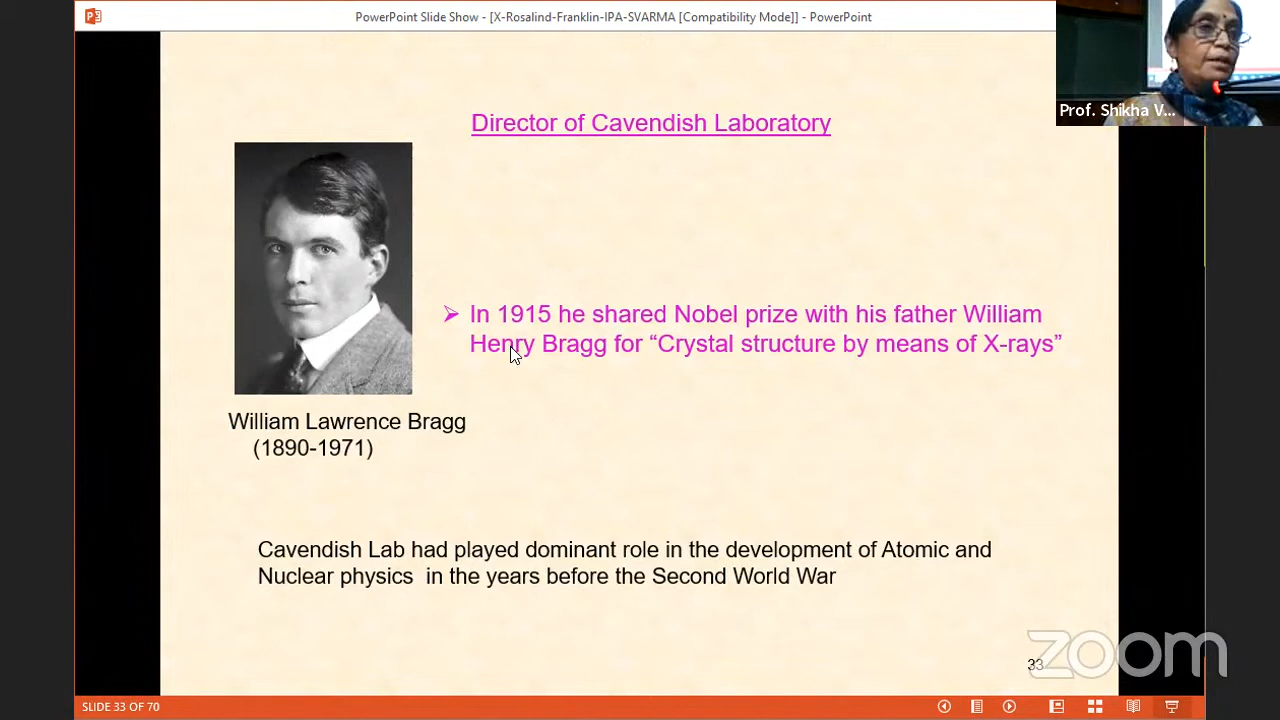 PowerPoint Slide Show - [X-Rosalind-Franklin-IPA-SVARMA [Compatibility Mode]] - PowerPoint
Prof. Shikha V...
Director of Cavendish Laboratory
➢ In 1915 he shared Nobel prize with his father William
Henry Bragg for “Crystal structure by means of X-rays”
William Lawrence Bragg
(1890-1971)
Cavendish Lab had played dominant role in the development of Atomic and
Nuclear physics in the years before the Second World War
33
zoom
SLIDE 33 OF 70